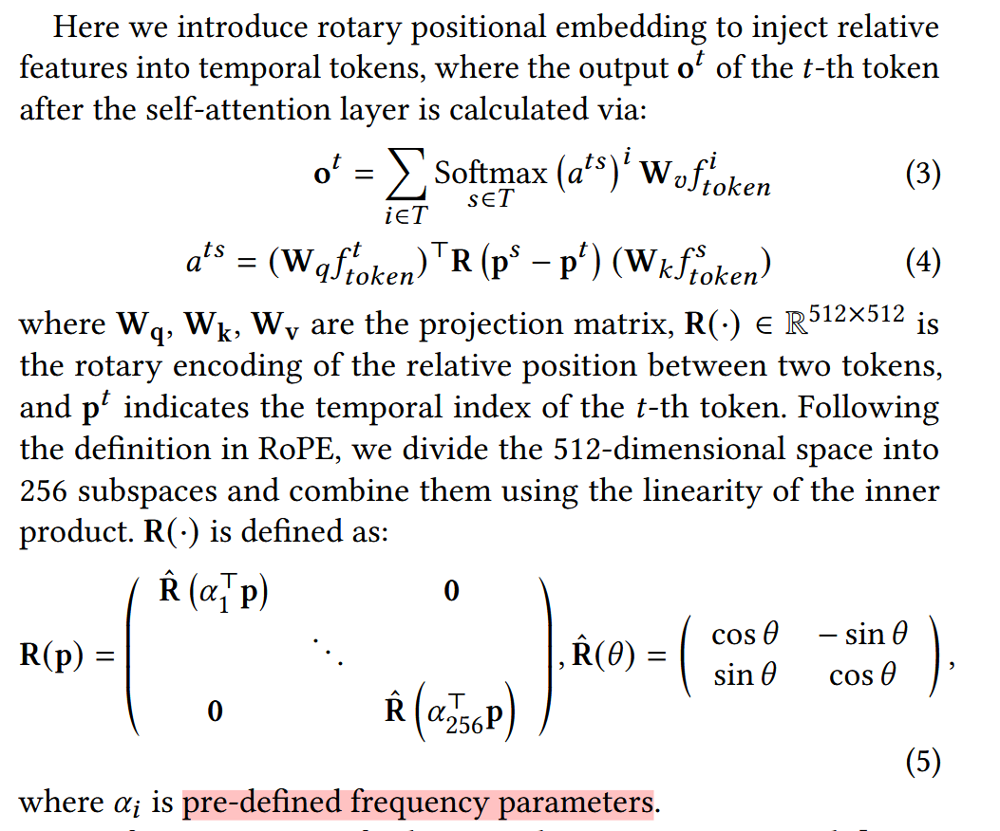 Here we introduce rotary positional embedding to inject relative
features into temporal tokens, where the output $\mathbf{o}^t$ of the $t$-th token
after the self-attention layer is calculated via:
$\mathbf{o}^t = \sum_{i \in T} \underset{s \in T}{\text{Softmax}} \left( a^{ts} \right)^i \mathbf{W}_v f^i_{token}$ (3)
$a^{ts} = (\mathbf{W}_q f^t_{token})^\top \mathbf{R} \left( \mathbf{p}^s - \mathbf{p}^t \right) (\mathbf{W}_k f^s_{token})$ (4)
where $\mathbf{W_q}$, $\mathbf{W_k}$, $\mathbf{W_v}$ are the projection matrix, $\mathbf{R}(\cdot) \in \mathbb{R}^{512 \times 512}$ is
the rotary encoding of the relative position between two tokens,
and $\mathbf{p}^t$ indicates the temporal index of the $t$-th token. Following
the definition in RoPE, we divide the 512-dimensional space into
256 subspaces and combine them using the linearity of the inner
product. $\mathbf{R}(\cdot)$ is defined as:
$\mathbf{R}(\mathbf{p}) = \begin{pmatrix} \hat{\mathbf{R}} \left( \alpha_1^\top \mathbf{p} \right) & & \mathbf{0} \\ & \ddots & \\ \mathbf{0} & & \hat{\mathbf{R}} \left( \alpha_{256}^\top \mathbf{p} \right) \end{pmatrix}, \hat{\mathbf{R}}(\theta) = \begin{pmatrix} \cos\theta & -\sin\theta \\ \sin\theta & \cos\theta \end{pmatrix},$
(5)
where $\alpha_i$ is pre-defined frequency parameters.